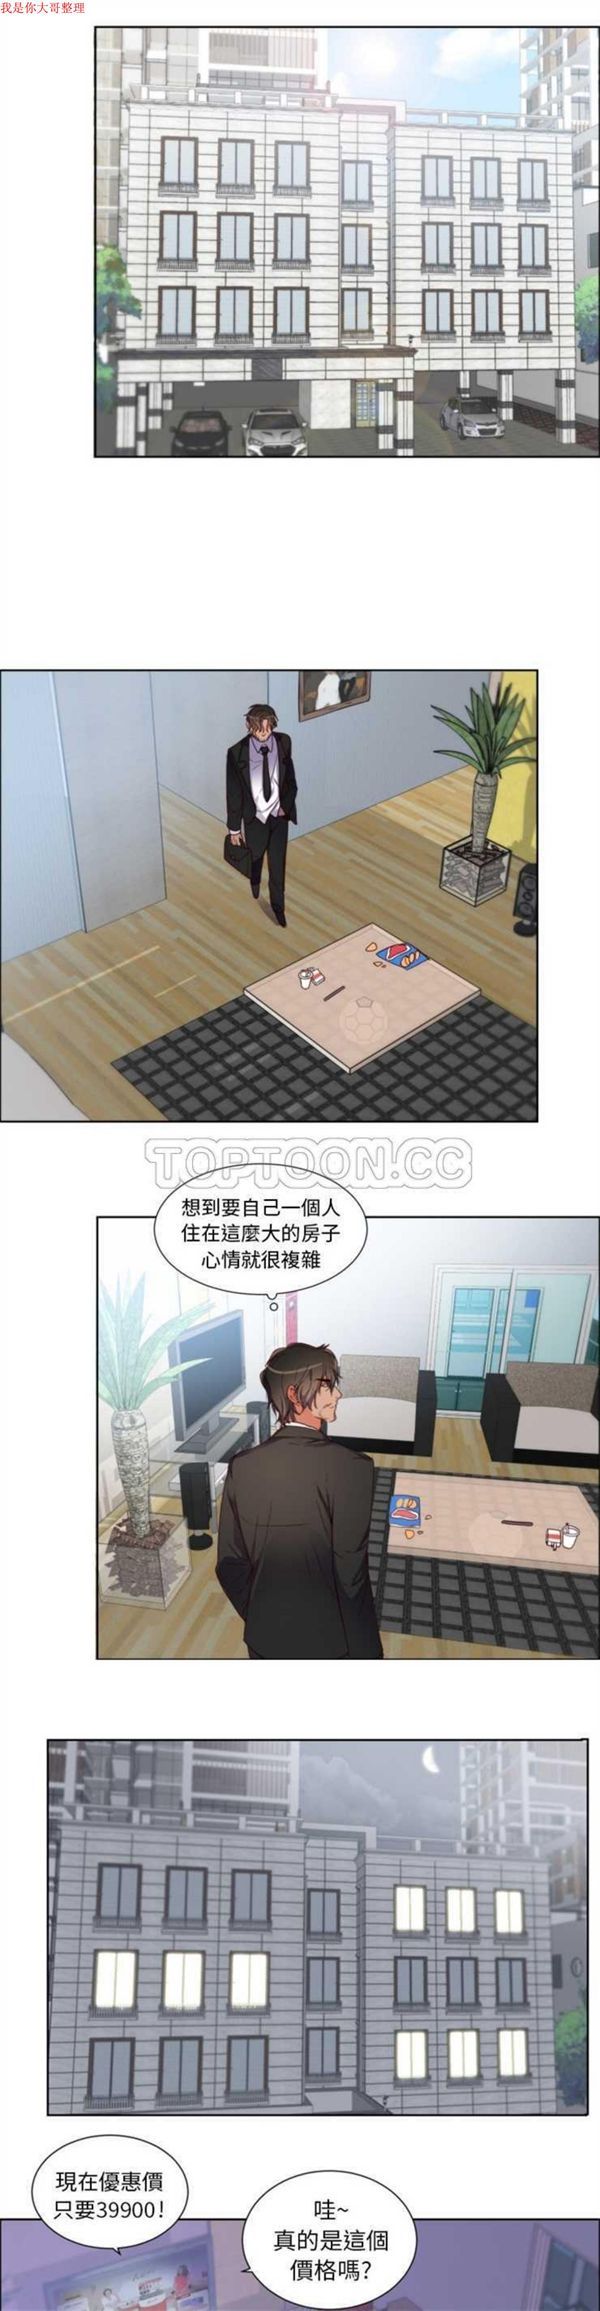 我是你大哥整理
TOPTOON.CC
想到要自己一個人
住在這麼大的房子
心情就很複雜
現在優惠價
只要39900!
哇~
真的是這個
價格嗎?